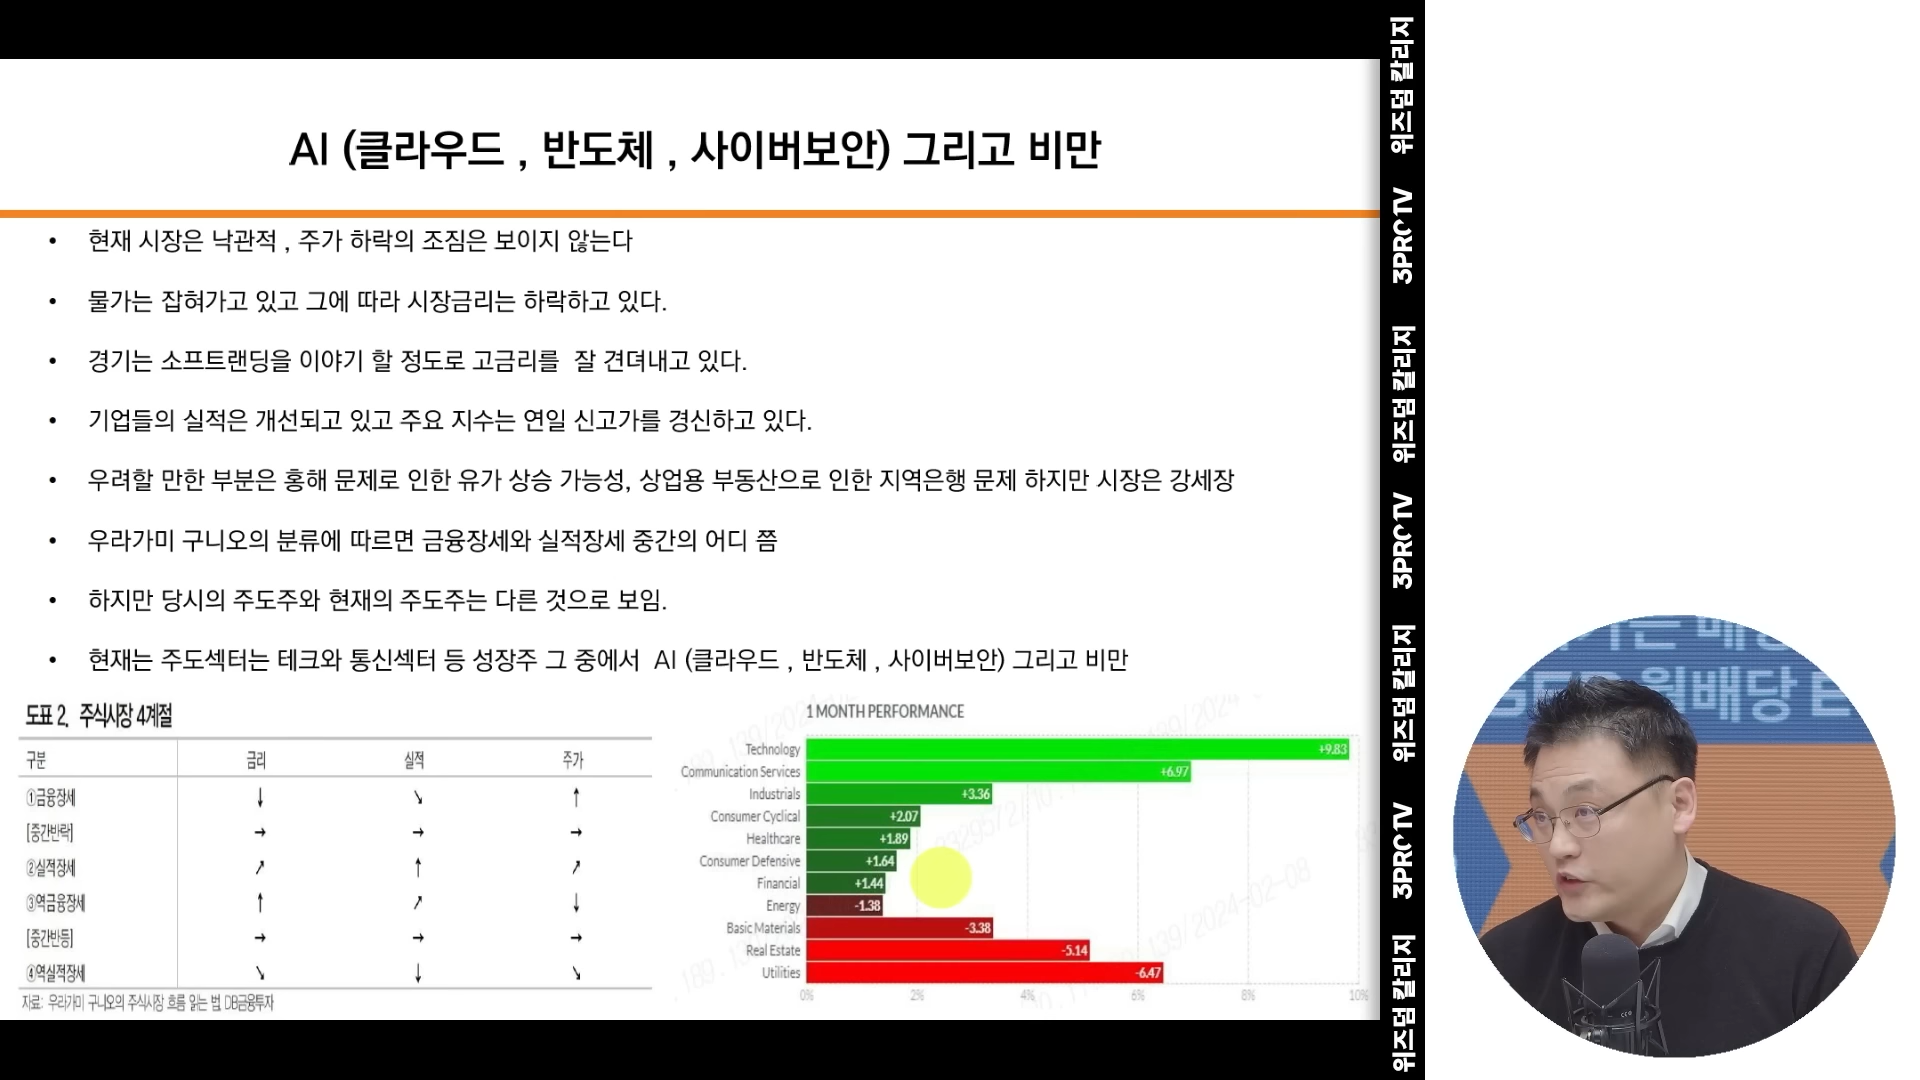 AI (클라우드 , 반도체 , 사이버보안) 그리고 비만
• 현재 시장은 낙관적 , 주가 하락의 조짐은 보이지 않는다
• 물가는 잡혀가고 있고 그에 따라 시장금리는 하락하고 있다.
• 경기는 소프트랜딩을 이야기 할 정도로 고금리를 잘 견뎌내고 있다.
• 기업들의 실적은 개선되고 있고 주요 지수는 연일 신고가를 경신하고 있다.
• 우려할 만한 부분은 홍해 문제로 인한 유가 상승 가능성, 상업용 부동산으로 인한 지역은행 문제 하지만 시장은 강세장
• 우라가미 구니오의 분류에 따르면 금융장세와 실적장세 중간의 어디 쯤
• 하지만 당시의 주도주와 현재의 주도주는 다른 것으로 보임.
• 현재는 주도섹터는 테크와 통신섹터 등 성장주 그 중에서 AI (클라우드 , 반도체 , 사이버보안) 그리고 비만
도표 2. 주식시장 4계절
구분 금리 실적 주가
①금융장세 ↓ ↘ ↑
[중간반락] → → →
②실적장세 ↗ ↑ ↗
③역금융장세 ↑ ↗ ↓
[중간반등] → → →
④역실적장세 ↘ ↓ ↘
자료: 우라가미 구니오의 주식시장 흐름 읽는 법, DB금융투자
1 MONTH PERFORMANCE
Technology +9.83
Communication Services +6.97
Industrials +3.36
Consumer Cyclical +2.07
Healthcare +1.89
Consumer Defensive +1.64
Financial +1.44
Energy -1.38
Basic Materials -3.38
Real Estate -5.14
Utilities -6.47
0% 2% 4% 6% 8% 10%
위즈덤 칼리지
3PROTV
위즈덤 칼리지
3PROTV
위즈덤 칼리지
3PROTV
위즈덤 칼리지
월배당